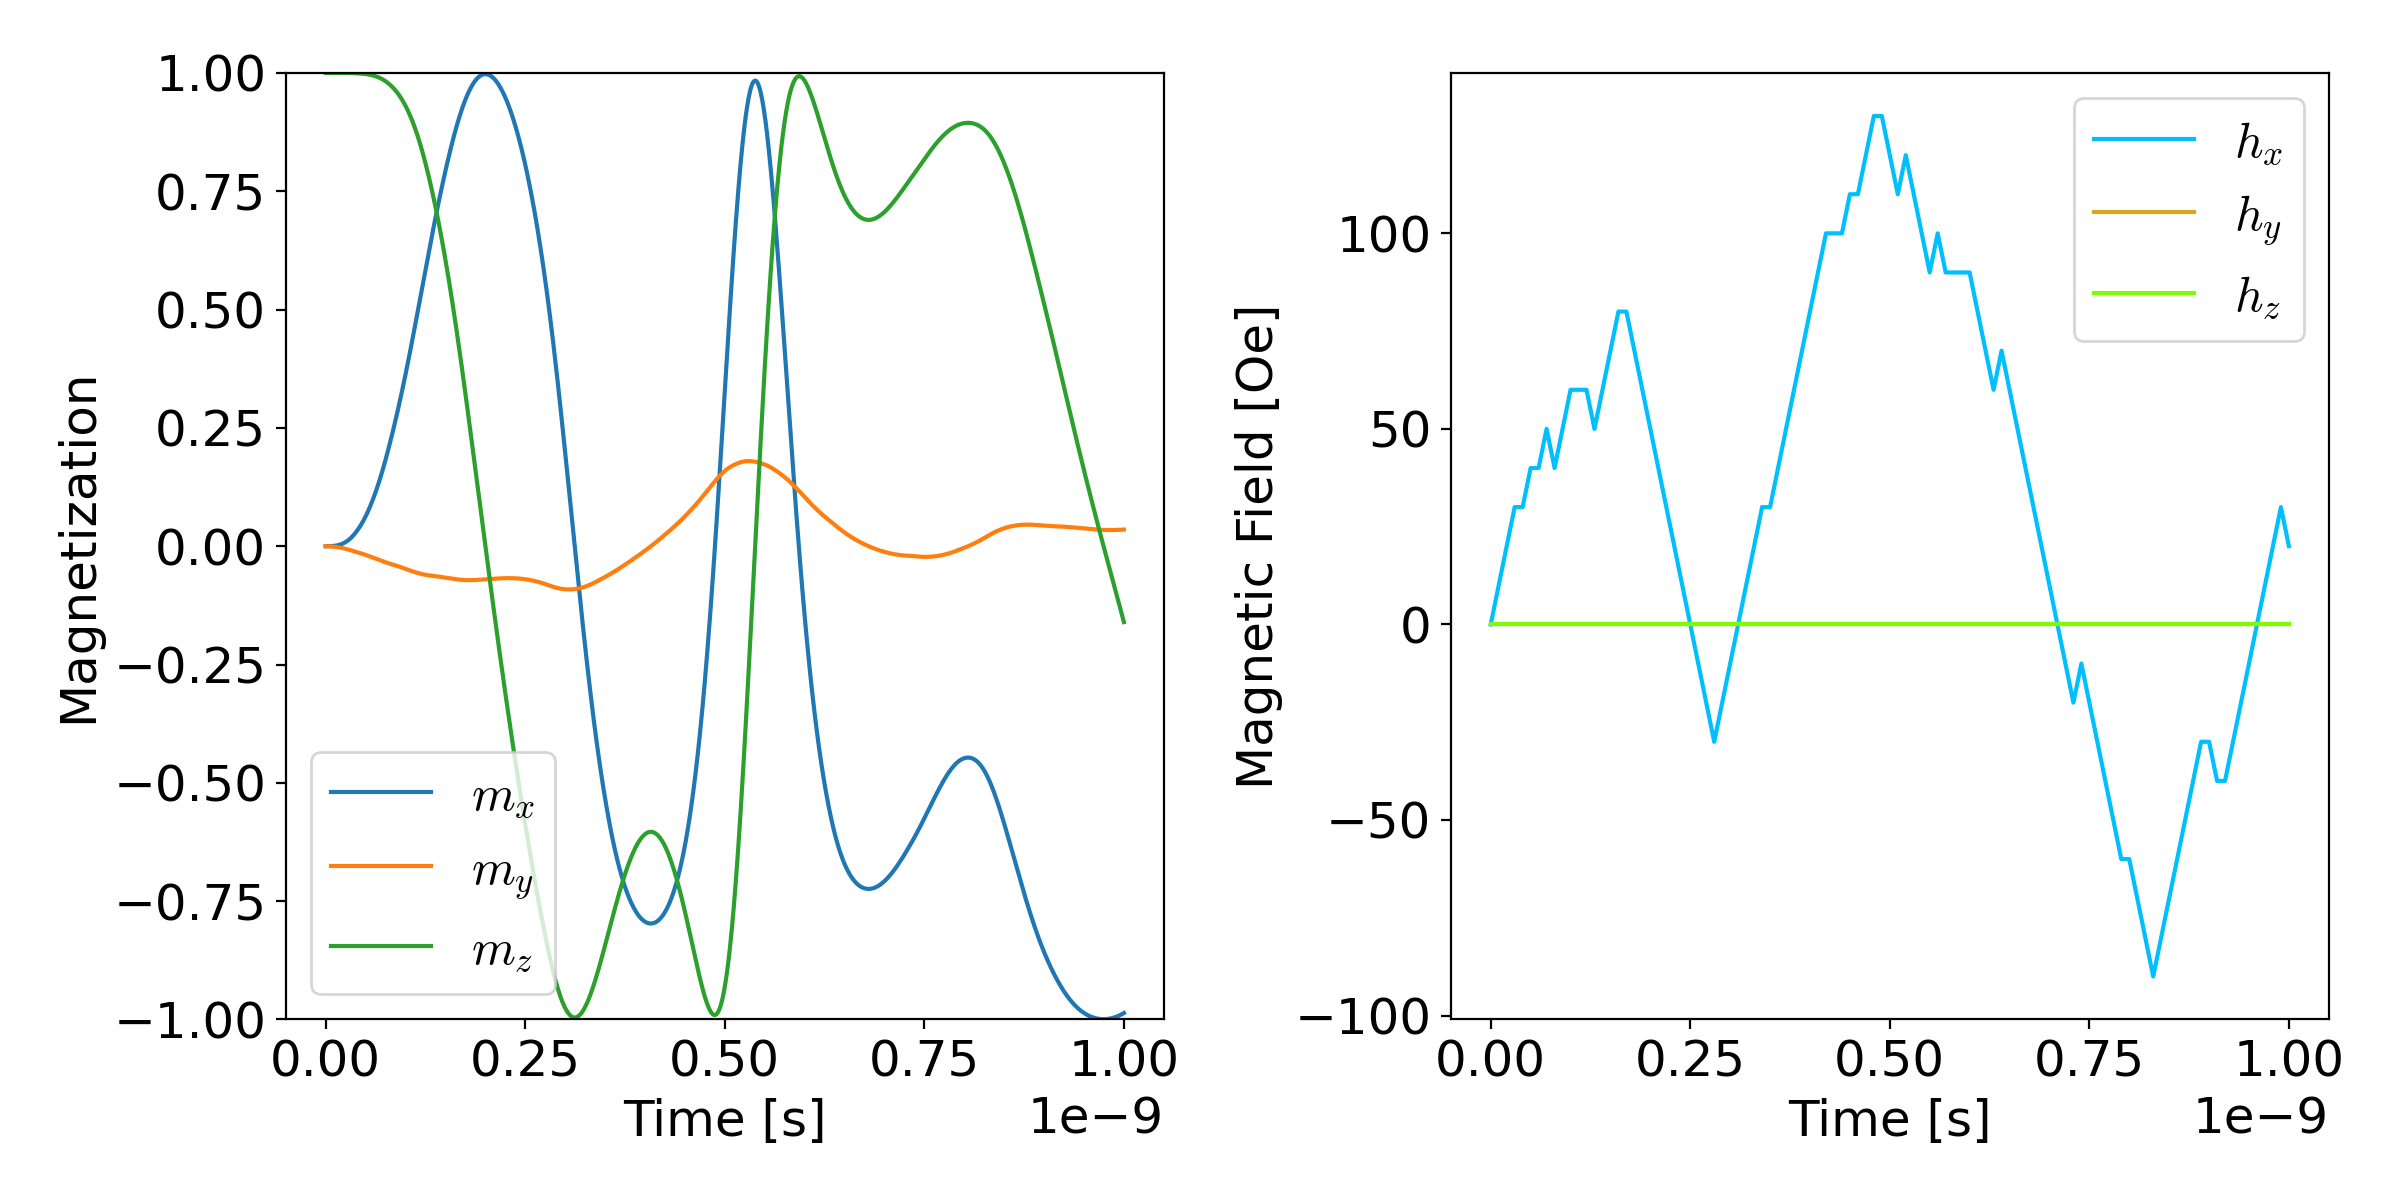 1.00
0.75
0.50
0.25
0.00
−0.25
−0.50
−0.75
−1.00
Magnetization
m_x
m_y
m_z
0.00 0.25 0.50 0.75 1.00
Time [s]
1e−9
100
50
0
−50
−100
Magnetic Field [Oe]
h_x
h_y
h_z
0.00 0.25 0.50 0.75 1.00
Time [s]
1e−9